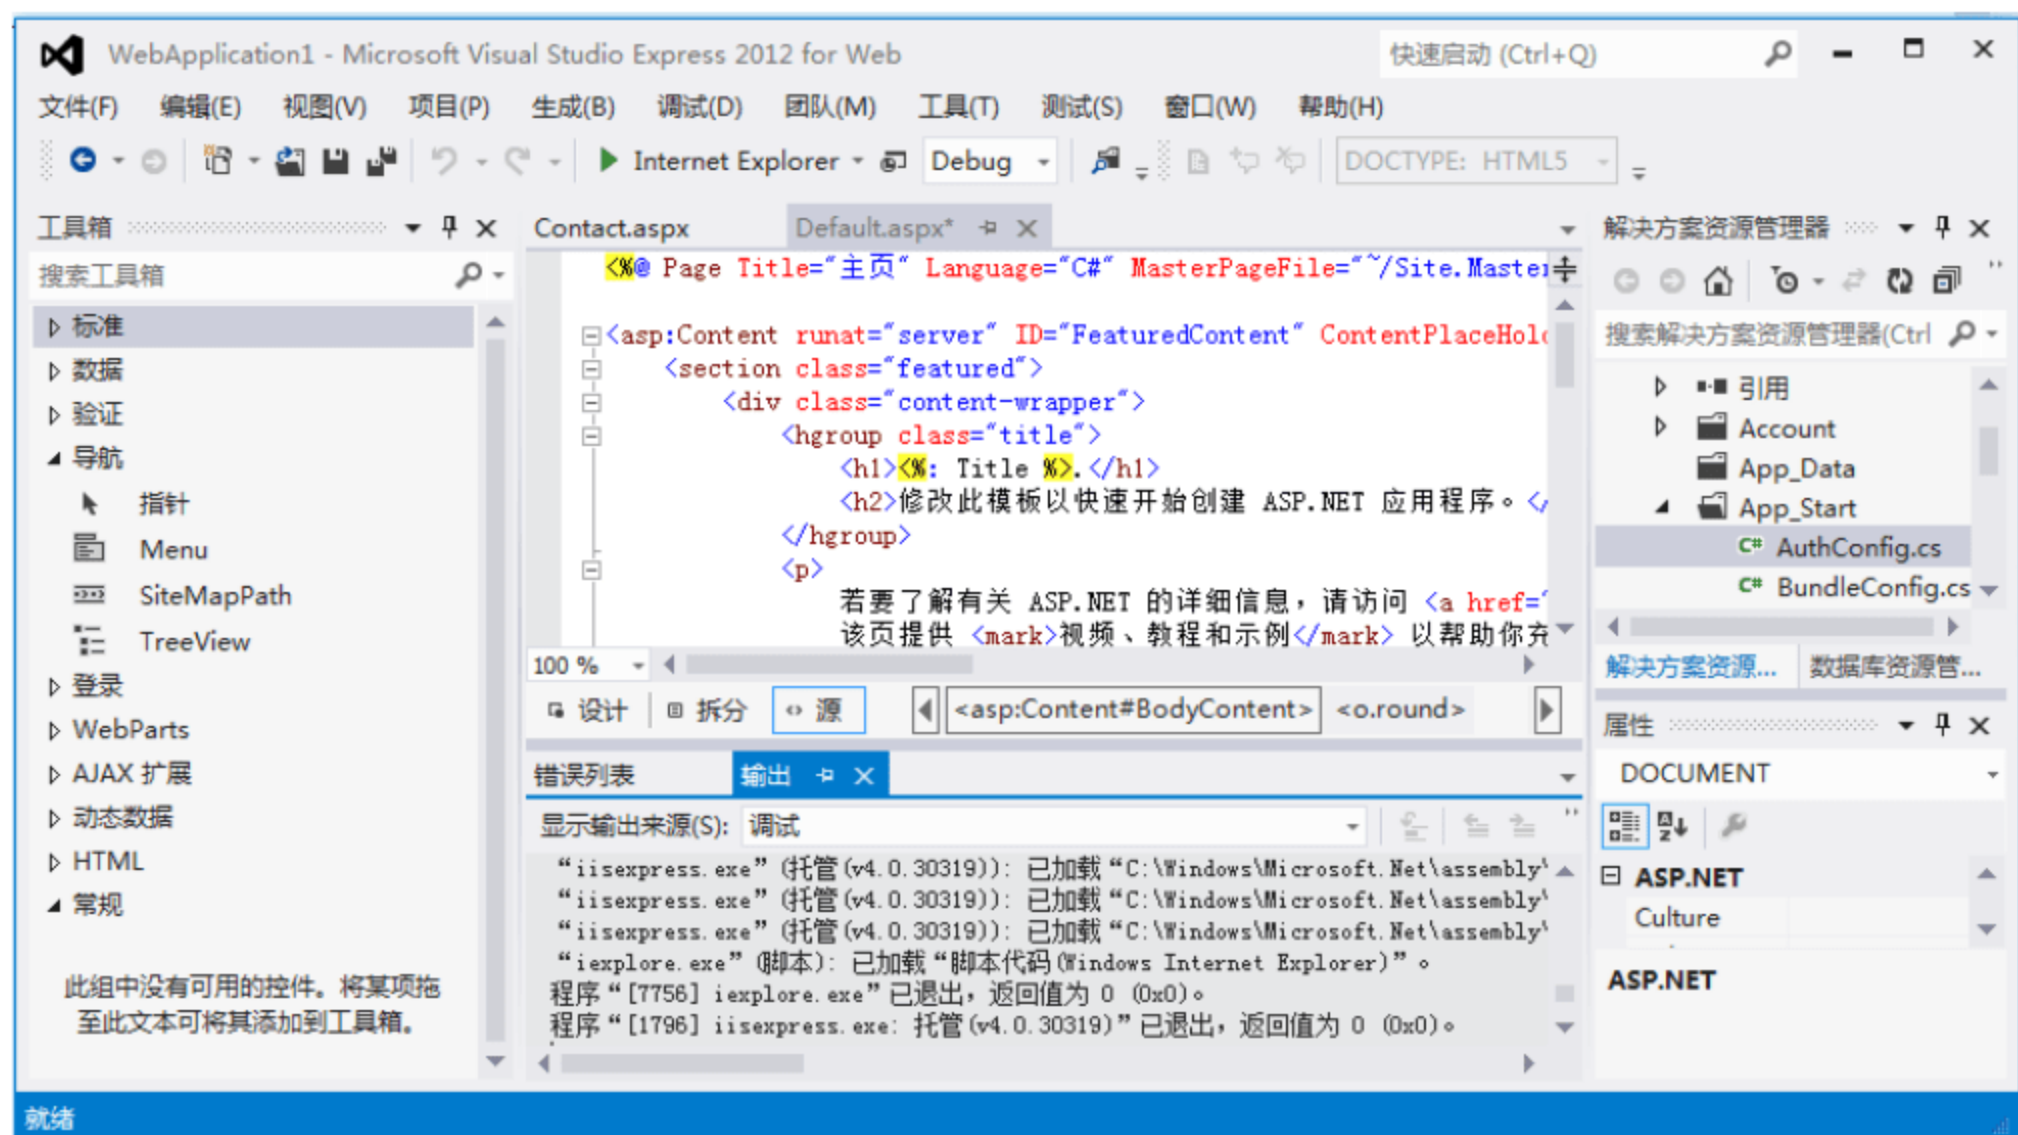 WebApplication1 - Microsoft Visual Studio Express 2012 for Web
快速启动 (Ctrl+Q)
文件(F) 编辑(E) 视图(V) 项目(P) 生成(B) 调试(D) 团队(M) 工具(T) 测试(S) 窗口(W) 帮助(H)
Internet Explorer Debug DOCTYPE: HTML5
工具箱
搜索工具箱
标准
数据
验证
导航
指针
Menu
SiteMapPath
TreeView
登录
WebParts
AJAX 扩展
动态数据
HTML
常规
此组中没有可用的控件。将某项拖
至此文本可将其添加到工具箱。
Contact.aspx Default.aspx*
<%@ Page Title="主页" Language="C#" MasterPageFile="~/Site.Master
<asp:Content runat="server" ID="FeaturedContent" ContentPlaceHol
<section class="featured">
<div class="content-wrapper">
<hgroup class="title">
<h1><%: Title %>.</h1>
<h2>修改此模板以快速开始创建 ASP.NET 应用程序。</
</hgroup>
<p>
若要了解有关 ASP.NET 的详细信息，请访问 <a href="
该页提供 <mark>视频、教程和示例</mark> 以帮助你充
100 %
设计 拆分 源 <asp:Content#BodyContent> <o.round>
错误列表 输出
显示输出来源(S): 调试
“iisexpress.exe”(托管(v4.0.30319)): 已加载“C:\Windows\Microsoft.Net\assembly\
“iisexpress.exe”(托管(v4.0.30319)): 已加载“C:\Windows\Microsoft.Net\assembly\
“iisexpress.exe”(托管(v4.0.30319)): 已加载“C:\Windows\Microsoft.Net\assembly\
“iexplore.exe”(脚本): 已加载“脚本代码(Windows Internet Explorer)”。
程序“[7756] iexplore.exe”已退出，返回值为 0 (0x0)。
程序“[1796] iisexpress.exe: 托管(v4.0.30319)”已退出，返回值为 0 (0x0)。
解决方案资源管理器
搜索解决方案资源管理器(Ctrl
引用
Account
App_Data
App_Start
C# AuthConfig.cs
C# BundleConfig.cs
解决方案资源... 数据库资源管...
属性
DOCUMENT
ASP.NET
Culture
ASP.NET
就绪